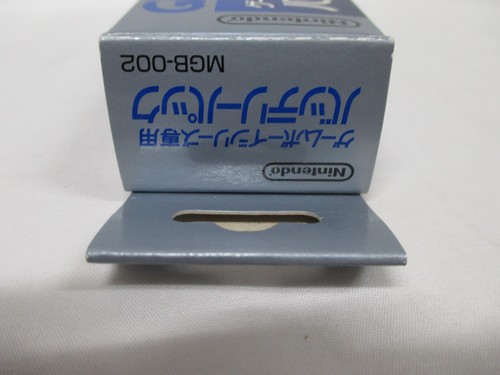 Nintendo
ゲームボーイシリーズ専用
バッテリーパック
MGB-002
Nintendo